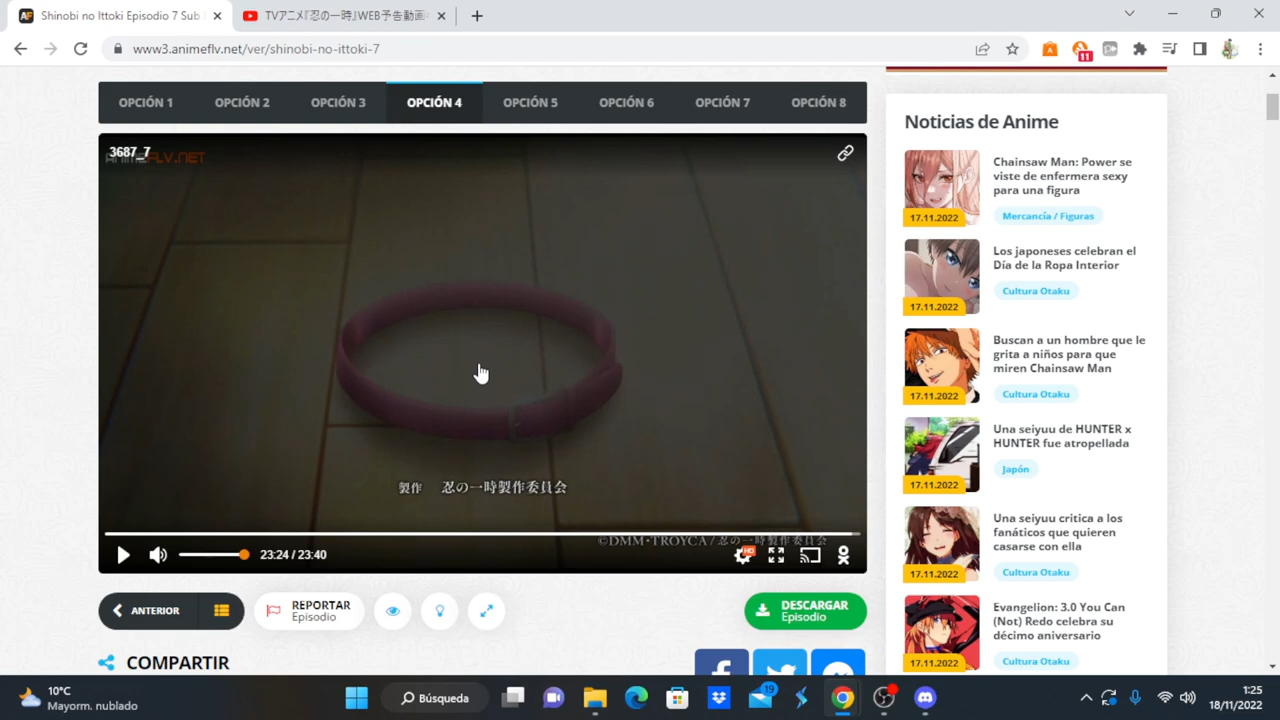 Shinobi no Ittoki Episodio 7 Sub
TVアニメ『忍の一時』WEB予告動画
www3.animeflv.net/ver/shinobi-no-ittoki-7
11
OPCIÓN 1
OPCIÓN 2
OPCIÓN 3
OPCIÓN 4
OPCIÓN 5
OPCIÓN 6
OPCIÓN 7
OPCIÓN 8
3687_7
ANIMEFLV.NET
製作 忍の一時製作委員会
©DMM・TROYCA / 忍の一時製作委員会
23:24 / 23:40
HD
ANTERIOR
REPORTAR
Episodio
DESCARGAR
Episodio
COMPARTIR
Noticias de Anime
Chainsaw Man: Power se
viste de enfermera sexy
para una figura
17.11.2022
Mercancía / Figuras
Los japoneses celebran el
Día de la Ropa Interior
Cultura Otaku
17.11.2022
Buscan a un hombre que le
grita a niños para que
miren Chainsaw Man
17.11.2022
Cultura Otaku
Una seiyuu de HUNTER x
HUNTER fue atropellada
Japón
17.11.2022
Una seiyuu critica a los
fanáticos que quieren
casarse con ella
17.11.2022
Cultura Otaku
Evangelion: 3.0 You Can
(Not) Redo celebra su
décimo aniversario
17.11.2022
Cultura Otaku
10°C
Mayorm. nublado
Búsqueda
19
1:25
18/11/2022